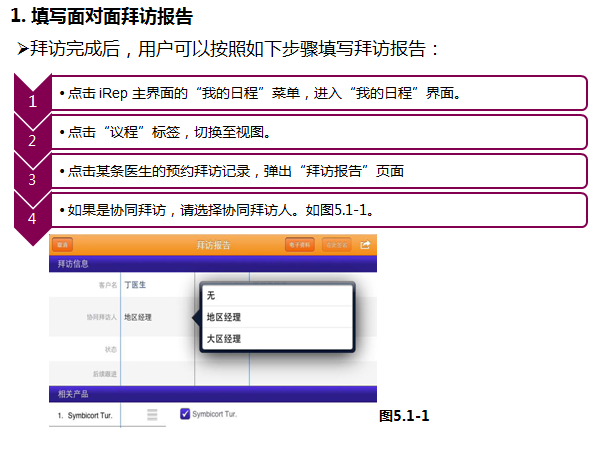 1. 填写面对面拜访报告
➢拜访完成后，用户可以按照如下步骤填写拜访报告：
1
• 点击 iRep 主界面的“我的日程”菜单，进入“我的日程”界面。
2
• 点击“议程”标签，切换至视图。
3
• 点击某条医生的预约拜访记录，弹出“拜访报告”页面
4
• 如果是协同拜访，请选择协同拜访人。如图5.1-1。
拜访报告
电子资料
拜访信息
客户名 丁医生
无
协同拜访人 地区经理
地区经理
大区经理
状态
后续跟进
相关产品
1. Symbicort Tur.
Symbicort Tur.
图5.1-1